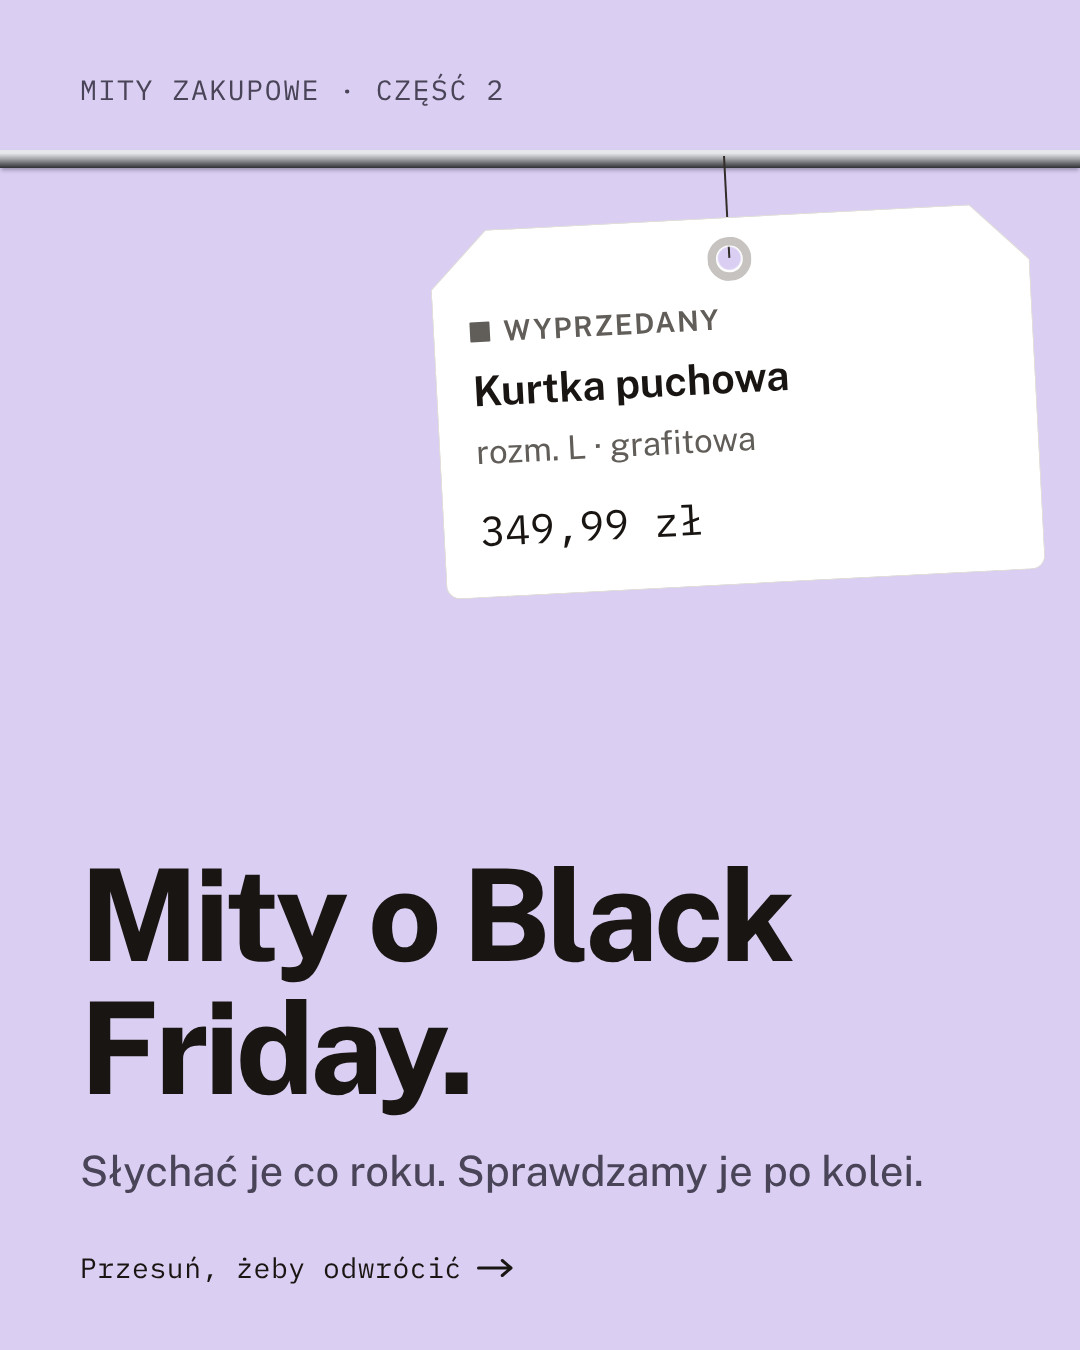 MITY ZAKUPOWE · CZĘŚĆ 2
WYPRZEDANY
Kurtka puchowa
rozm. L · grafitowa
349,99 zł
Mity o Black
Friday.
Słychać je co roku. Sprawdzamy je po kolei.
Przesuń, żeby odwrócić →